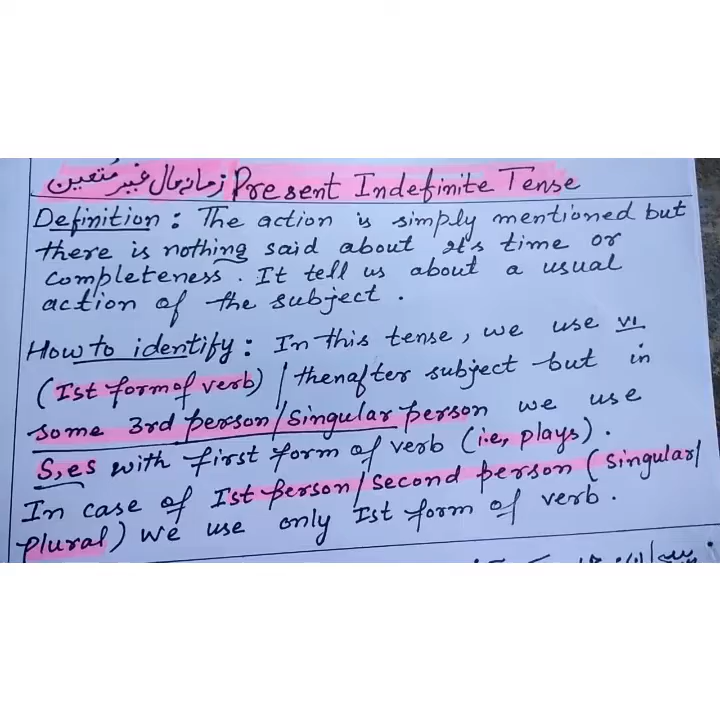 زمانہ حال غیر متعین Present Indefinite Tense
Definition : The action is simply mentioned but
there is nothing said about it's time or
completeness . It tell us about a usual
action of the subject .
How to identify : In this tense, we use VI
(Ist form of verb) / thenafter subject but in
some 3rd person/singular person we use
S,es with first form of verb (i.e, plays) .
In case of Ist person/second person (singular/
plural) we use only Ist form of verb .